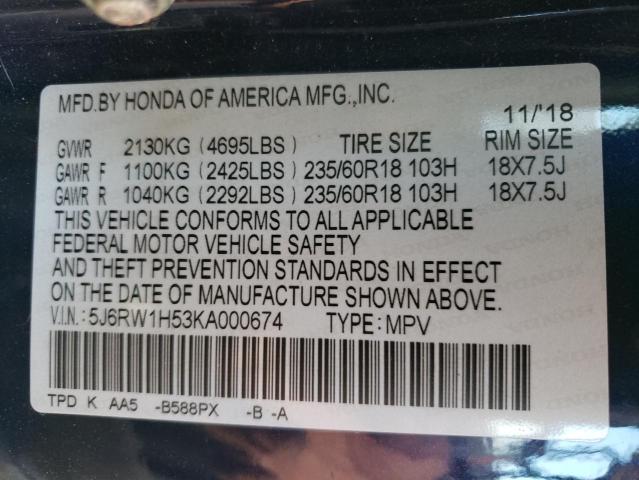 MFD.BY HONDA OF AMERICA MFG.,INC.
11/'18
GVWR 2130KG (4695LBS) TIRE SIZE RIM SIZE
GAWR F 1100KG (2425LBS) 235/60R18 103H 18X7.5J
GAWR R 1040KG (2292LBS) 235/60R18 103H 18X7.5J
THIS VEHICLE CONFORMS TO ALL APPLICABLE
FEDERAL MOTOR VEHICLE SAFETY
AND THEFT PREVENTION STANDARDS IN EFFECT
ON THE DATE OF MANUFACTURE SHOWN ABOVE.
V.I.N.: 5J6RW1H53KA000674 TYPE: MPV
TPD K AA5 -B588PX -B -A